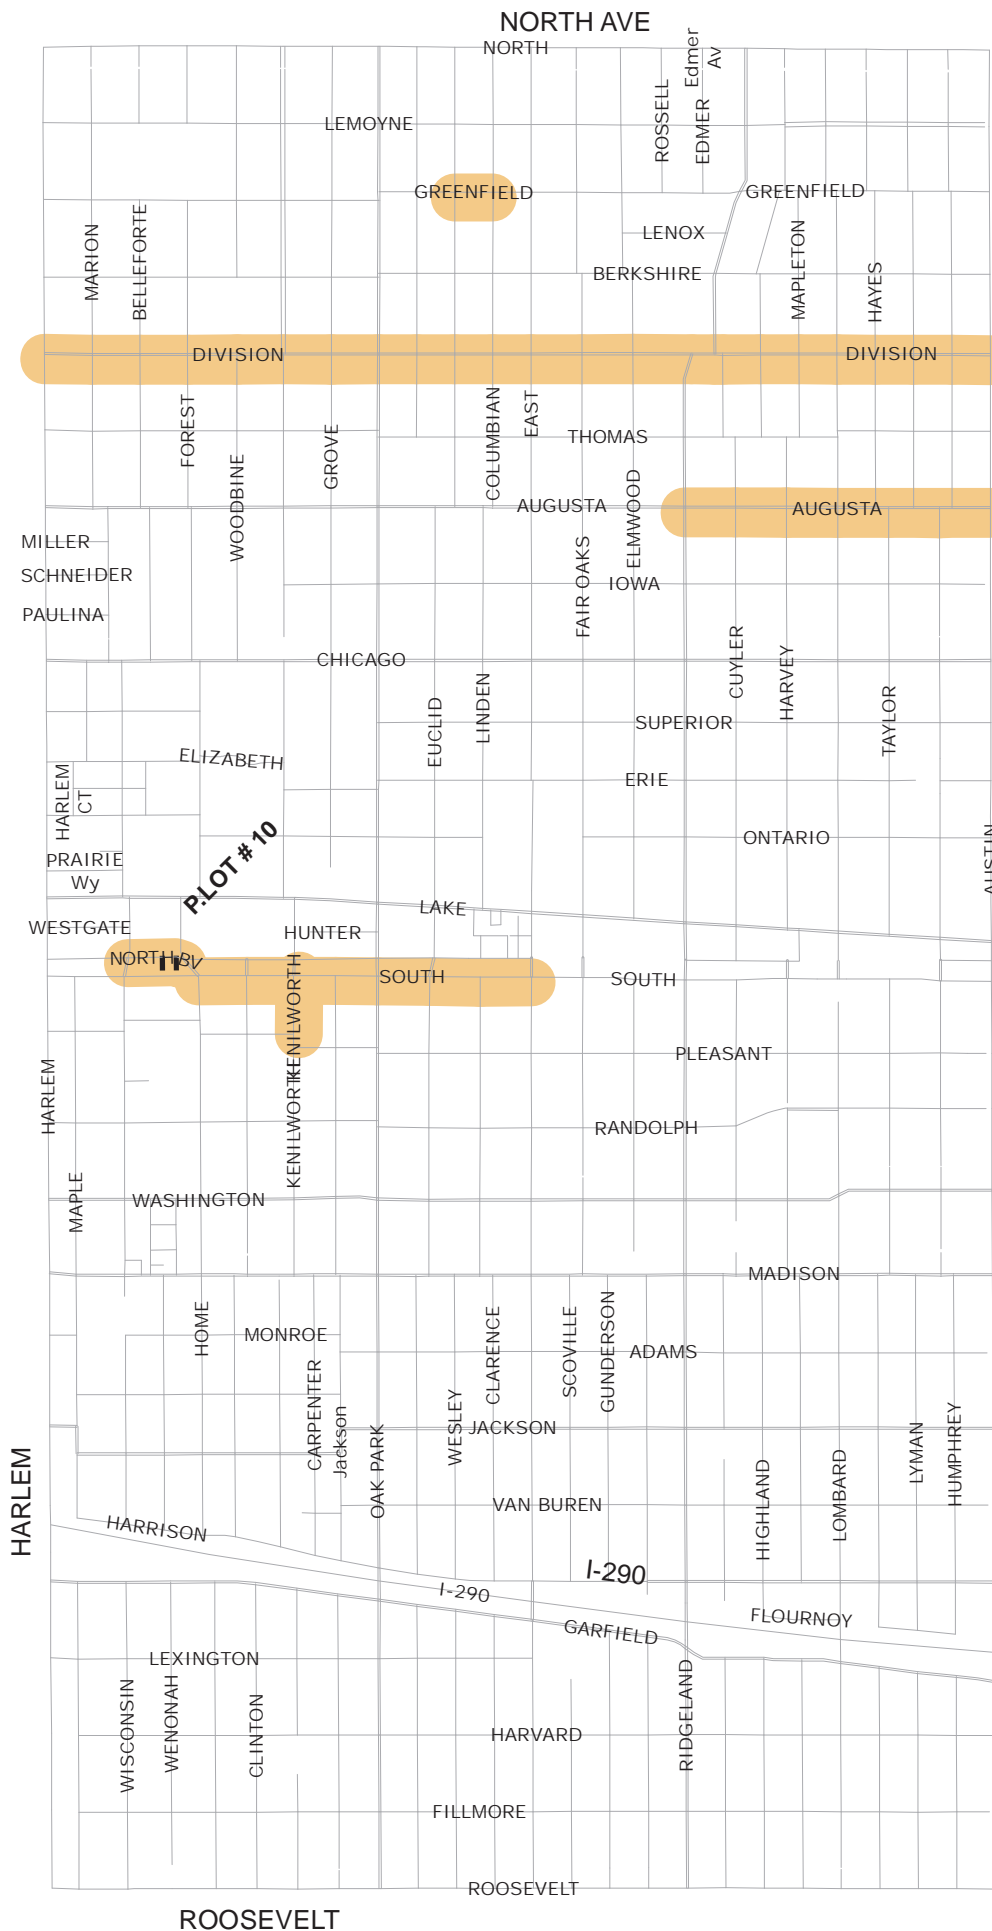 NORTH AVE
NORTH
Edmer
Av
ROSSELL
EDMER
LEMOYNE
GREENFIELD
GREENFIELD
MARION
BELLEFORTE
LENOX
MAPLETON
BERKSHIRE
HAYES
DIVISION
DIVISION
FOREST
GROVE
COLUMBIAN
EAST
THOMAS
WOODBINE
ELMWOOD
AUGUSTA
AUGUSTA
MILLER
SCHNEIDER
FAIR OAKS
IOWA
PAULINA
CHICAGO
CUYLER
HARVEY
EUCLID
LINDEN
SUPERIOR
TAYLOR
ELIZABETH
ERIE
HARLEM
CT
P.LOT # 10
ONTARIO
AUSTIN
PRAIRIE
Wy
LAKE
WESTGATE
HUNTER
NORTH BV
KENILWORTH
SOUTH
SOUTH
PLEASANT
HARLEM
KENILWORTH
RANDOLPH
MAPLE
WASHINGTON
MADISON
HOME
MONROE
CLARENCE
SCOVILLE
GUNDERSON
ADAMS
CARPENTER
Jackson
OAK PARK
WESLEY
JACKSON
LYMAN
HUMPHREY
HARLEM
VAN BUREN
HIGHLAND
LOMBARD
HARRISON
I-290
I-290
FLOURNOY
GARFIELD
LEXINGTON
RIDGELAND
WISCONSIN
WENONAH
CLINTON
HARVARD
FILLMORE
ROOSEVELT
ROOSEVELT